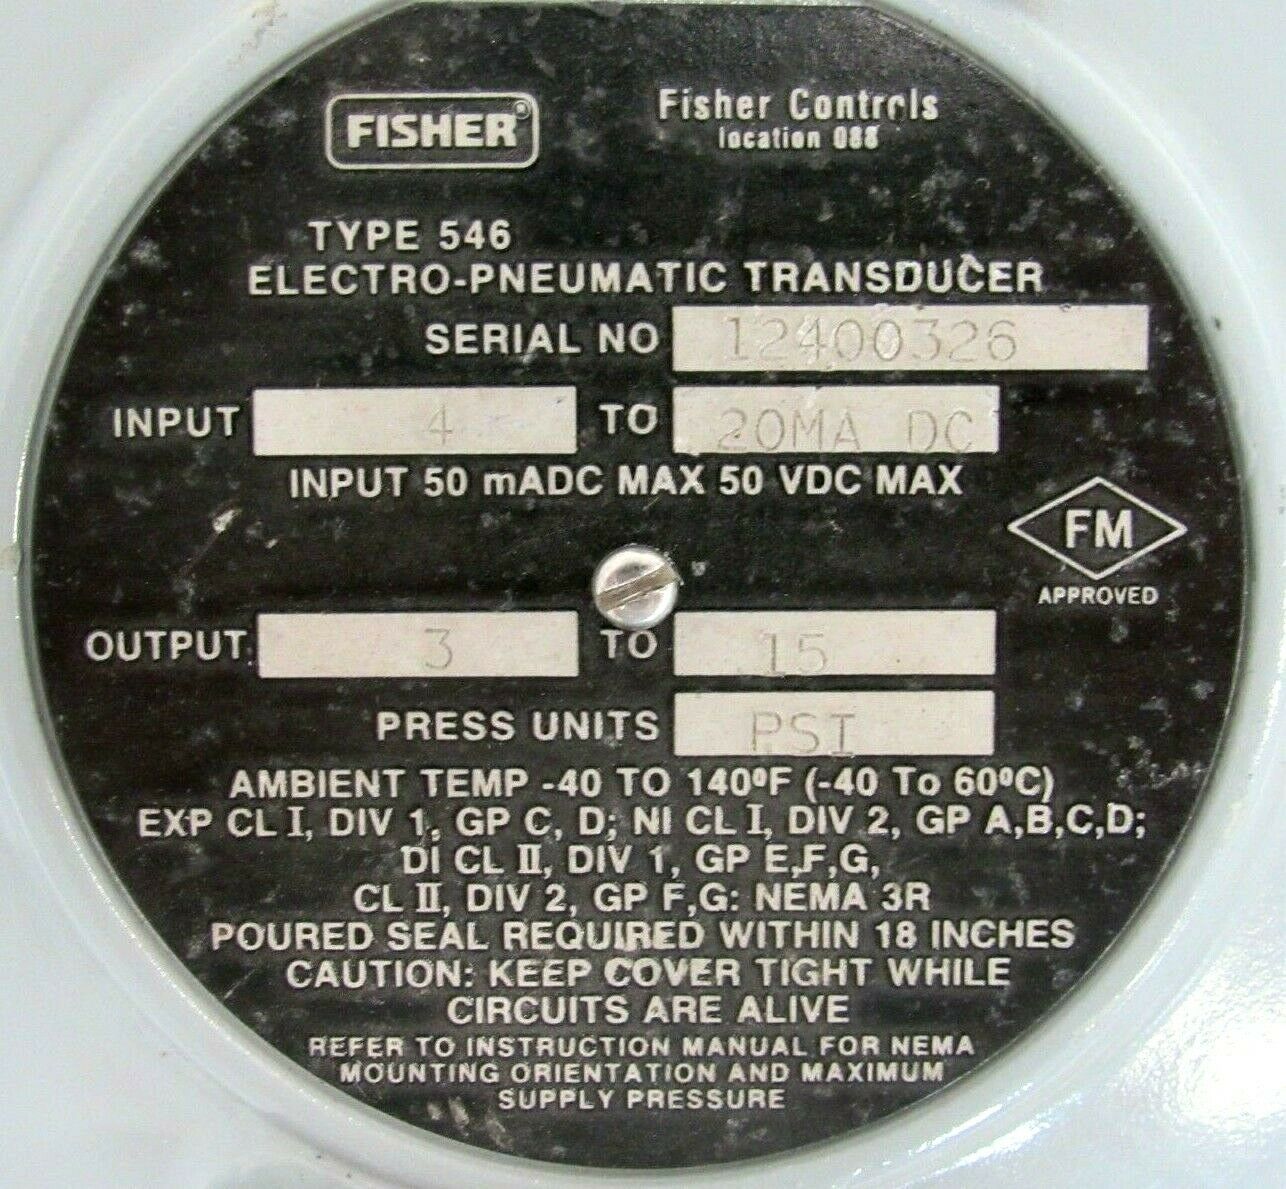 FISHER®
Fisher Controls
location 088
TYPE 546
ELECTRO-PNEUMATIC TRANSDUCER
SERIAL NO 12400326
INPUT 4 TO 20MA DC
INPUT 50 mADC MAX 50 VDC MAX
FM
APPROVED
OUTPUT 3 TO 15
PRESS UNITS PSI
AMBIENT TEMP -40 TO 140ºF (-40 To 60ºC)
EXP CL I, DIV 1, GP C, D; NI CL I, DIV 2, GP A,B,C,D;
DI CL II, DIV 1, GP E,F,G,
CL II, DIV 2, GP F,G: NEMA 3R
POURED SEAL REQUIRED WITHIN 18 INCHES
CAUTION: KEEP COVER TIGHT WHILE
CIRCUITS ARE ALIVE
REFER TO INSTRUCTION MANUAL FOR NEMA
MOUNTING ORIENTATION AND MAXIMUM
SUPPLY PRESSURE